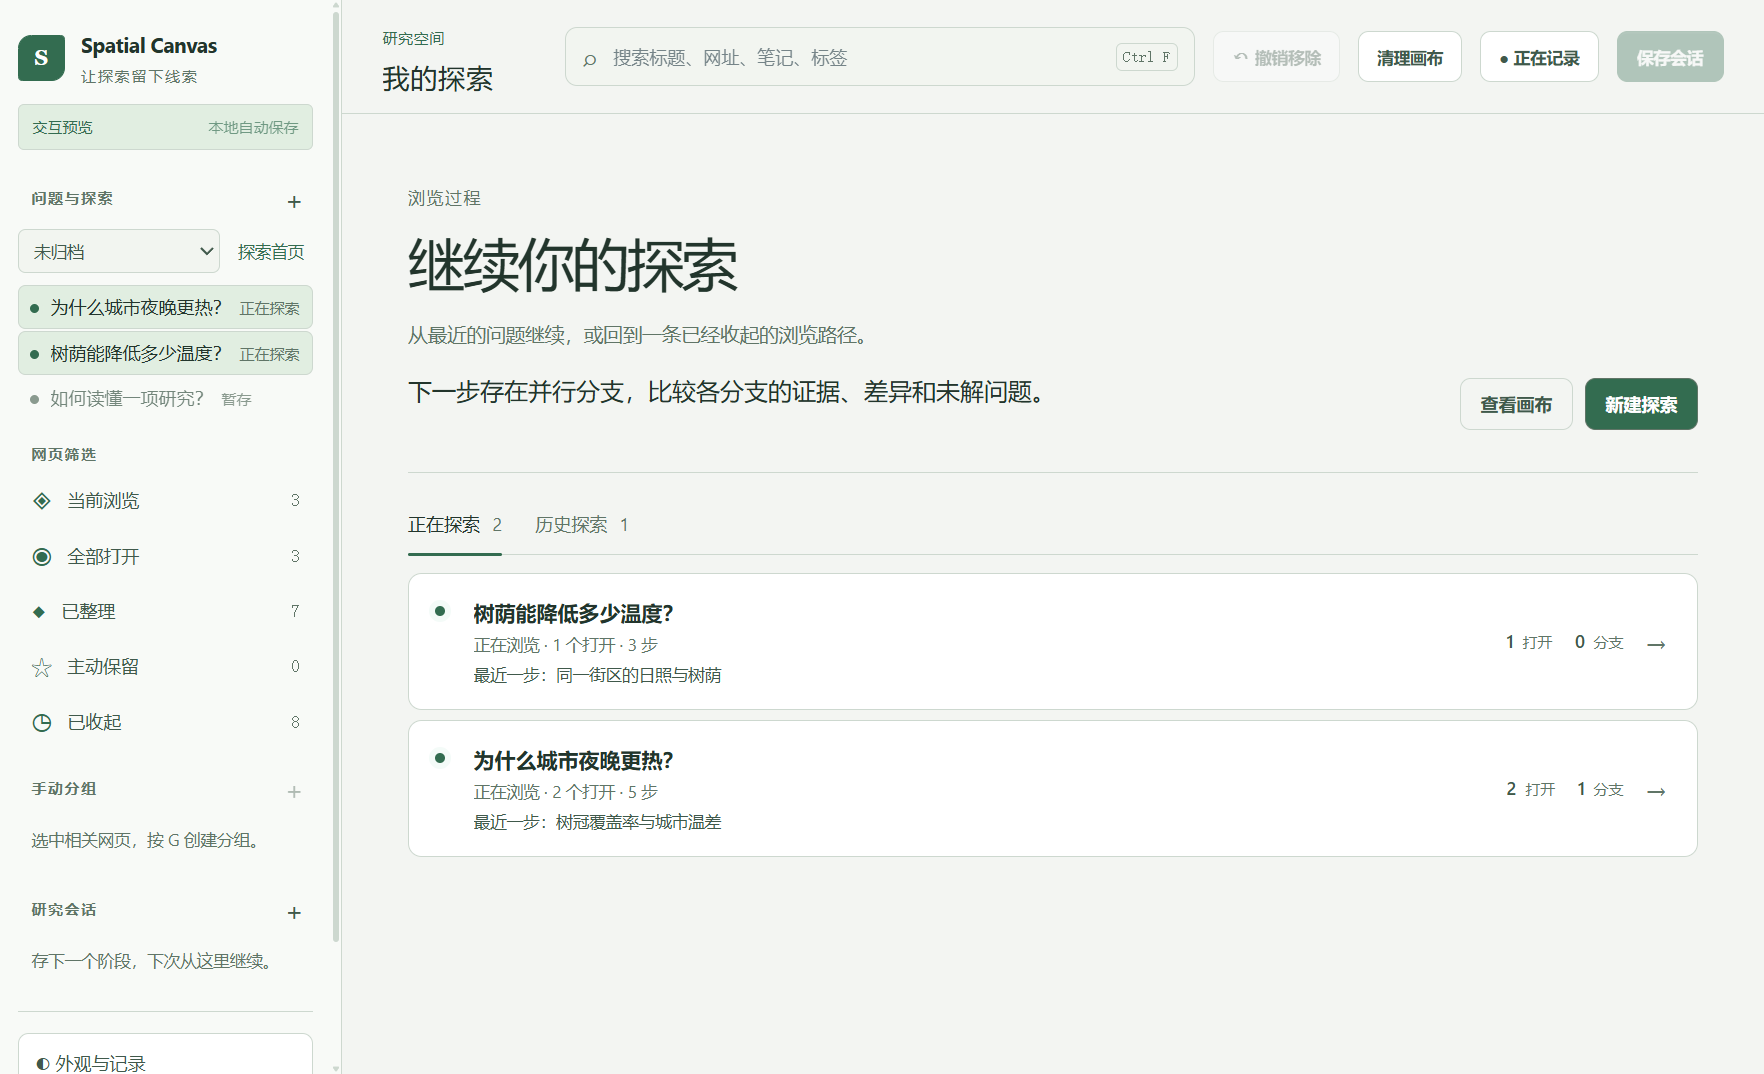 S
Spatial Canvas
让探索留下线索
交互预览 本地自动保存
问题与探索 +
未归档 探索首页
为什么城市夜晚更热? 正在探索
树荫能降低多少温度? 正在探索
如何读懂一项研究? 暂存
网页筛选
当前浏览 3
全部打开 3
已整理 7
主动保留 0
已收起 8
手动分组 +
选中相关网页，按 G 创建分组。
研究会话 +
存下一个阶段，下次从这里继续。
外观与记录
研究空间
我的探索
搜索标题、网址、笔记、标签 Ctrl F
撤销移除
清理画布
正在记录
保存会话
浏览过程
继续你的探索
从最近的问题继续，或回到一条已经收起的浏览路径。
下一步存在并行分支，比较各分支的证据、差异和未解问题。
查看画布 新建探索
正在探索 2 历史探索 1
树荫能降低多少温度?
正在浏览 · 1 个打开 · 3 步
最近一步：同一街区的日照与树荫
1 打开 0 分支 →
为什么城市夜晚更热?
正在浏览 · 2 个打开 · 5 步
最近一步：树冠覆盖率与城市温差
2 打开 1 分支 →